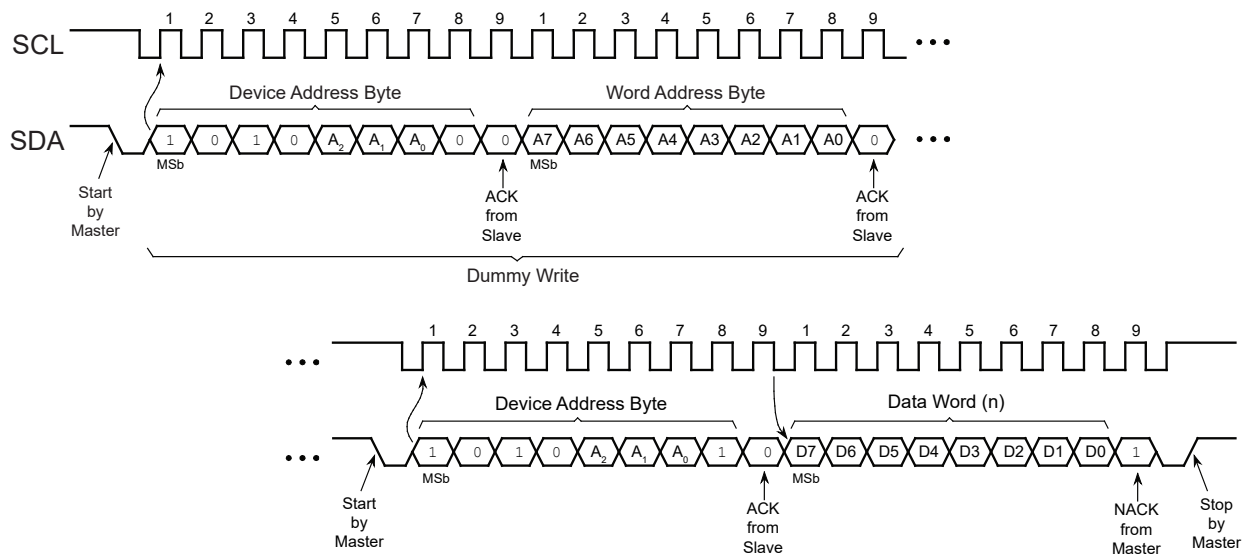 1 2 3 4 5 6 7 8 9 1 2 3 4 5 6 7 8 9
SCL
Device Address Byte Word Address Byte
SDA 1 0 1 0 A2 A1 A0 0 0 A7 A6 A5 A4 A3 A2 A1 A0 0
MSb MSb
Start
by
Master
ACK
from
Slave
ACK
from
Slave
Dummy Write
1 2 3 4 5 6 7 8 9 1 2 3 4 5 6 7 8 9
Device Address Byte Data Word (n)
1 0 1 0 A2 A1 A0 1 0 D7 D6 D5 D4 D3 D2 D1 D0 1
MSb MSb
Start
by
Master
ACK
from
Slave
NACK
from
Master
Stop
by
Master